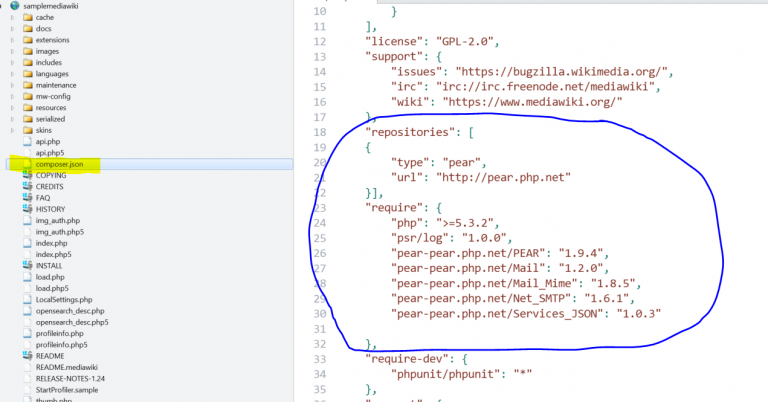 samplemediawiki
cache
docs
extensions
images
includes
languages
maintenance
mw-config
resources
serialized
skins
api.php
api.php5
composer.json
COPYING
CREDITS
FAQ
HISTORY
img_auth.php
img_auth.php5
index.php
index.php5
INSTALL
load.php
load.php5
LocalSettings.php
opensearch_desc.php
opensearch_desc.php5
profileinfo.php
profileinfo.php5
README
README.mediawiki
RELEASE-NOTES-1.24
StartProfiler.sample
thumb.php
10 }
11 ],
12 "license": "GPL-2.0",
13 "support": {
14 "issues": "https://bugzilla.wikimedia.org/",
15 "irc": "irc://irc.freenode.net/mediawiki",
16 "wiki": "https://www.mediawiki.org/"
17 },
18 "repositories": [
19 {
20 "type": "pear",
21 "url": "http://pear.php.net"
22 }],
23 "require": {
24 "php": ">=5.3.2",
25 "psr/log": "1.0.0",
26 "pear-pear.php.net/PEAR": "1.9.4",
27 "pear-pear.php.net/Mail": "1.2.0",
28 "pear-pear.php.net/Mail_Mime": "1.8.5",
29 "pear-pear.php.net/Net_SMTP": "1.6.1",
30 "pear-pear.php.net/Services_JSON": "1.0.3"
31
32 },
33 "require-dev": {
34 "phpunit/phpunit": "*"
35 },